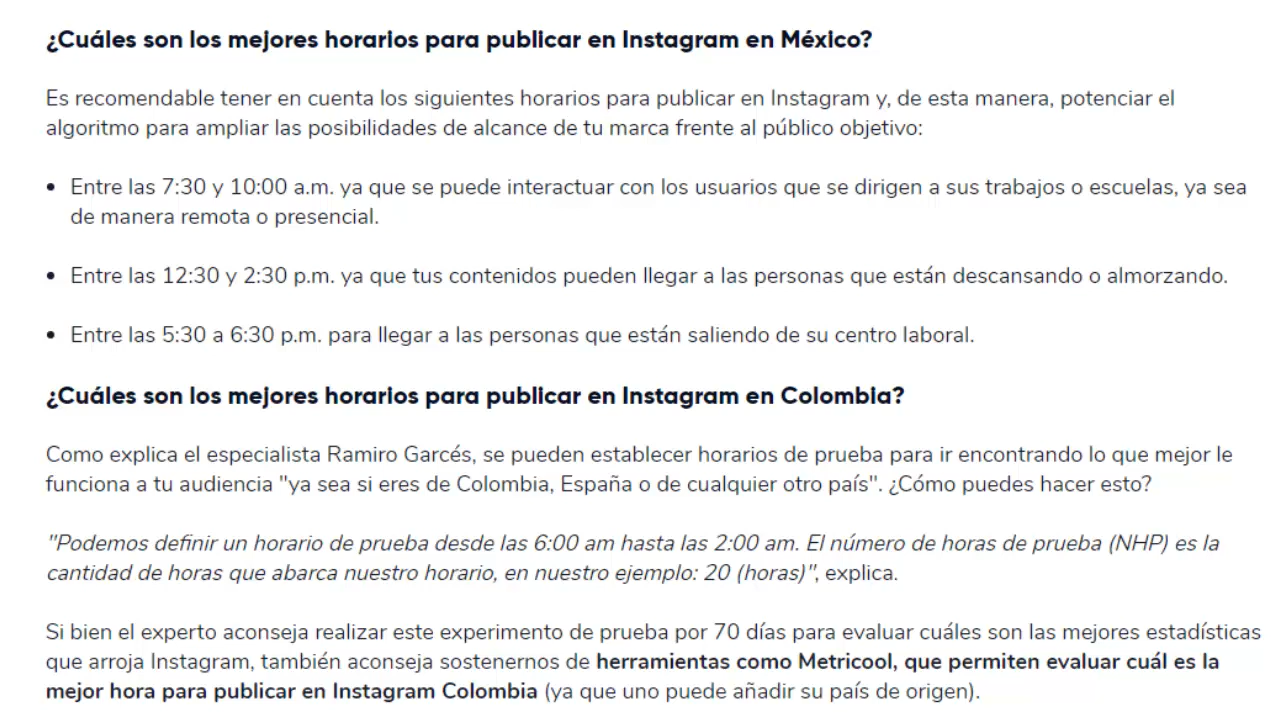 ¿Cuáles son los mejores horarios para publicar en Instagram en México?
Es recomendable tener en cuenta los siguientes horarios para publicar en Instagram y, de esta manera, potenciar el
algoritmo para ampliar las posibilidades de alcance de tu marca frente al público objetivo:
• Entre las 7:30 y 10:00 a.m. ya que se puede interactuar con los usuarios que se dirigen a sus trabajos o escuelas, ya sea
de manera remota o presencial.
• Entre las 12:30 y 2:30 p.m. ya que tus contenidos pueden llegar a las personas que están descansando o almorzando.
• Entre las 5:30 a 6:30 p.m. para llegar a las personas que están saliendo de su centro laboral.
¿Cuáles son los mejores horarios para publicar en Instagram en Colombia?
Como explica el especialista Ramiro Garcés, se pueden establecer horarios de prueba para ir encontrando lo que mejor le
funciona a tu audiencia "ya sea si eres de Colombia, España o de cualquier otro país". ¿Cómo puedes hacer esto?
"Podemos definir un horario de prueba desde las 6:00 am hasta las 2:00 am. El número de horas de prueba (NHP) es la
cantidad de horas que abarca nuestro horario, en nuestro ejemplo: 20 (horas)", explica.
Si bien el experto aconseja realizar este experimento de prueba por 70 días para evaluar cuáles son las mejores estadísticas
que arroja Instagram, también aconseja sostenernos de herramientas como Metricool, que permiten evaluar cuál es la
mejor hora para publicar en Instagram Colombia (ya que uno puede añadir su país de origen).